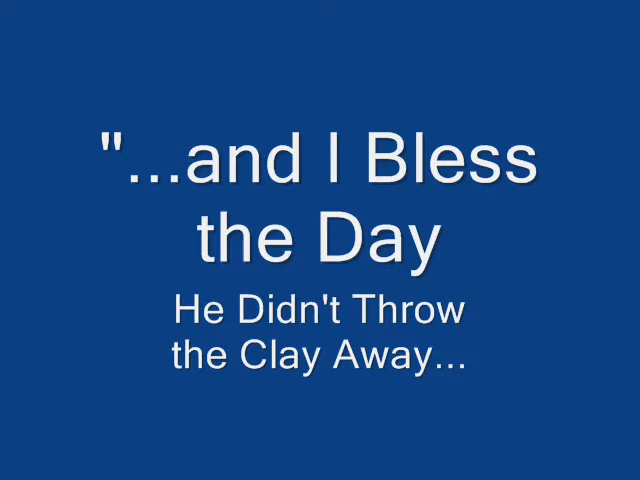 "...and I Bless
the Day
He Didn't Throw
the Clay Away...